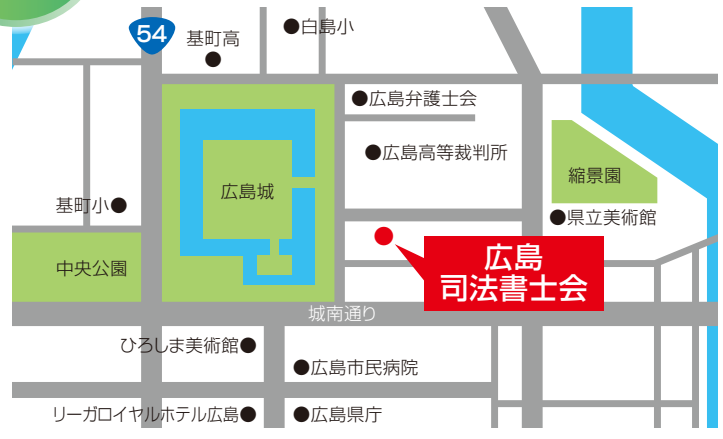 54
基町高
●白島小
●広島弁護士会
●広島高等裁判所
縮景園
広島城
基町小●
●県立美術館
中央公園
広島
司法書士会
城南通り
ひろしま美術館●
●広島市民病院
リーガロイヤルホテル広島●
●広島県庁